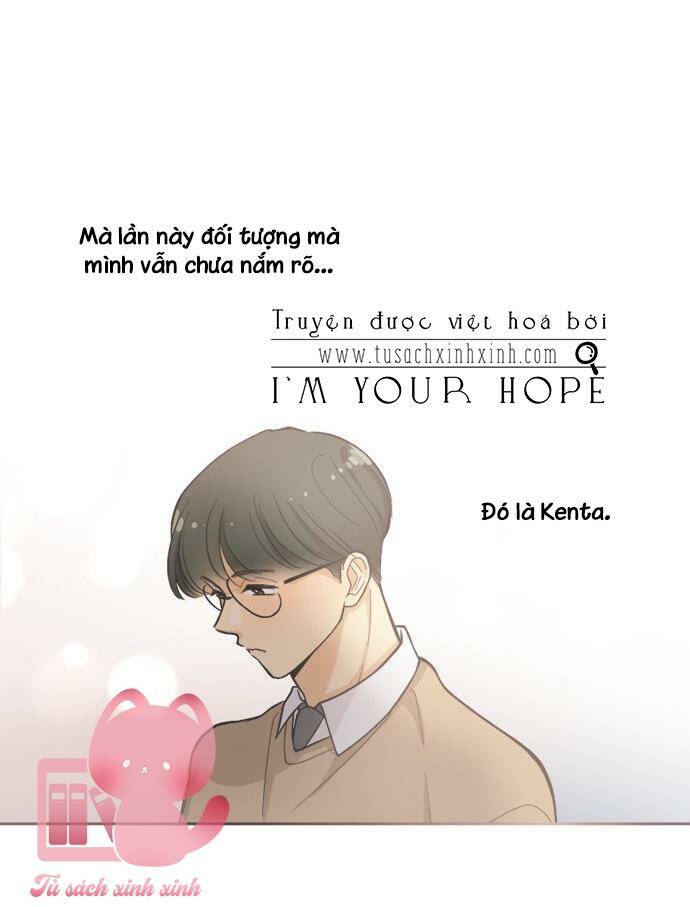 Mà lần này đối tượng mà
mình vẫn chưa nắm rõ...
Truyện được việt hoá bởi
www.tusachxinhxinh.com
I'M YOUR HOPE
Đó là Kenta.
Tủ sách xinh xinh